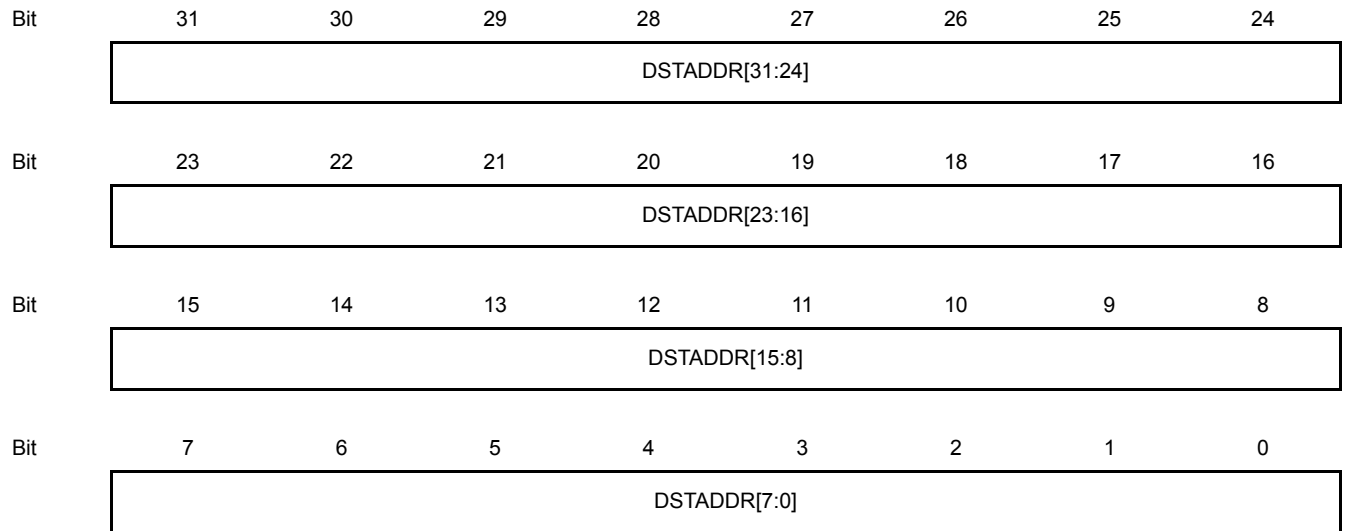 Bit 31 30 29 28 27 26 25 24
DSTADDR[31:24]
Bit 23 22 21 20 19 18 17 16
DSTADDR[23:16]
Bit 15 14 13 12 11 10 9 8
DSTADDR[15:8]
Bit 7 6 5 4 3 2 1 0
DSTADDR[7:0]